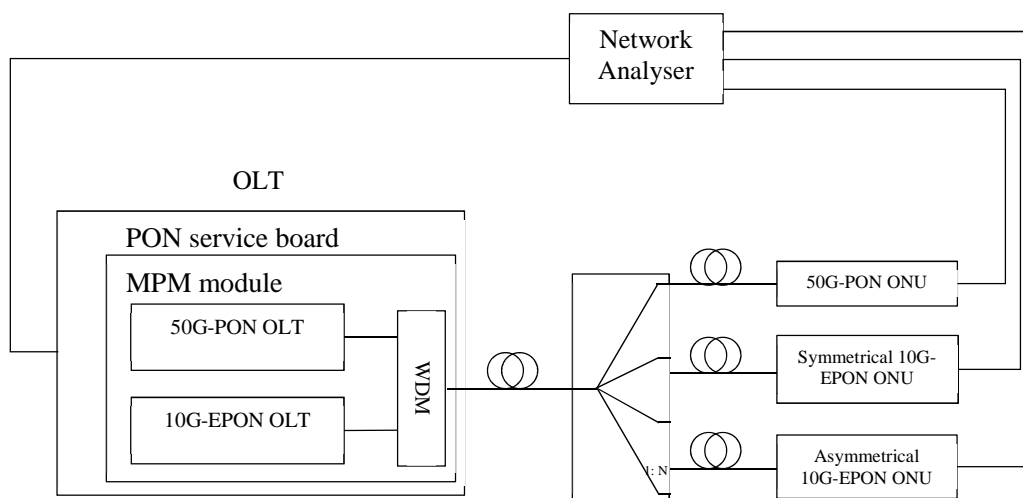 Network
Analyser
OLT
PON service board
MPM module
50G-PON OLT
10G-EPON OLT
WDM
1: N
50G-PON ONU
Symmetrical 10G-
EPON ONU
Asymmetrical
10G-EPON ONU